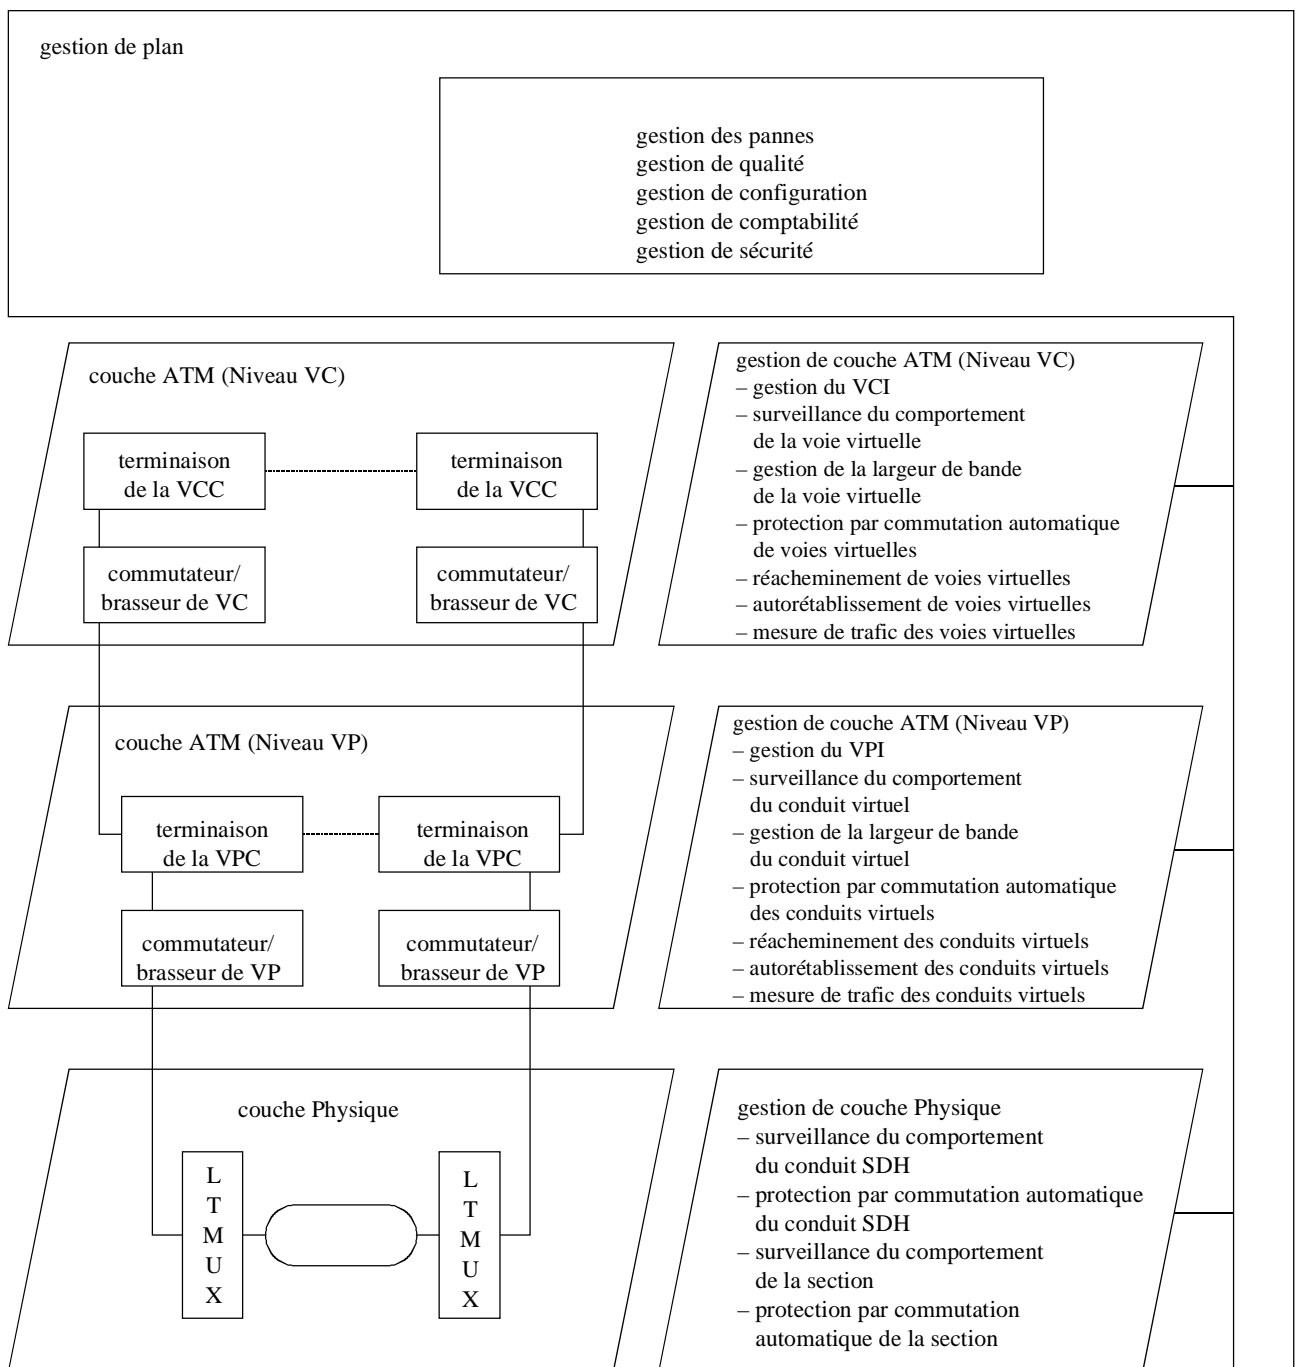 gestion de plan
gestion des pannes
gestion de qualité
gestion de configuration
gestion de comptabilité
gestion de sécurité
couche ATM (Niveau VC)
terminaison
de la VCC
terminaison
de la VCC
commutateur/
brasseur de VC
commutateur/
brasseur de VC
gestion de couche ATM (Niveau VC)
– gestion du VCI
– surveillance du comportement
de la voie virtuelle
– gestion de la largeur de bande
de la voie virtuelle
– protection par commutation automatique
de voies virtuelles
– réacheminement de voies virtuelles
– autorétablissement de voies virtuelles
– mesure de trafic des voies virtuelles
couche ATM (Niveau VP)
terminaison
de la VPC
terminaison
de la VPC
commutateur/
brasseur de VP
commutateur/
brasseur de VP
gestion de couche ATM (Niveau VP)
– gestion du VPI
– surveillance du comportement
du conduit virtuel
– gestion de la largeur de bande
du conduit virtuel
– protection par commutation automatique
des conduits virtuels
– réacheminement des conduits virtuels
– autorétablissement des conduits virtuels
– mesure de trafic des conduits virtuels
couche Physique
L
T
M
U
X
L
T
M
U
X
gestion de couche Physique
– surveillance du comportement
du conduit SDH
– protection par commutation automatique
du conduit SDH
– surveillance du comportement
de la section
– protection par commutation
automatique de la section